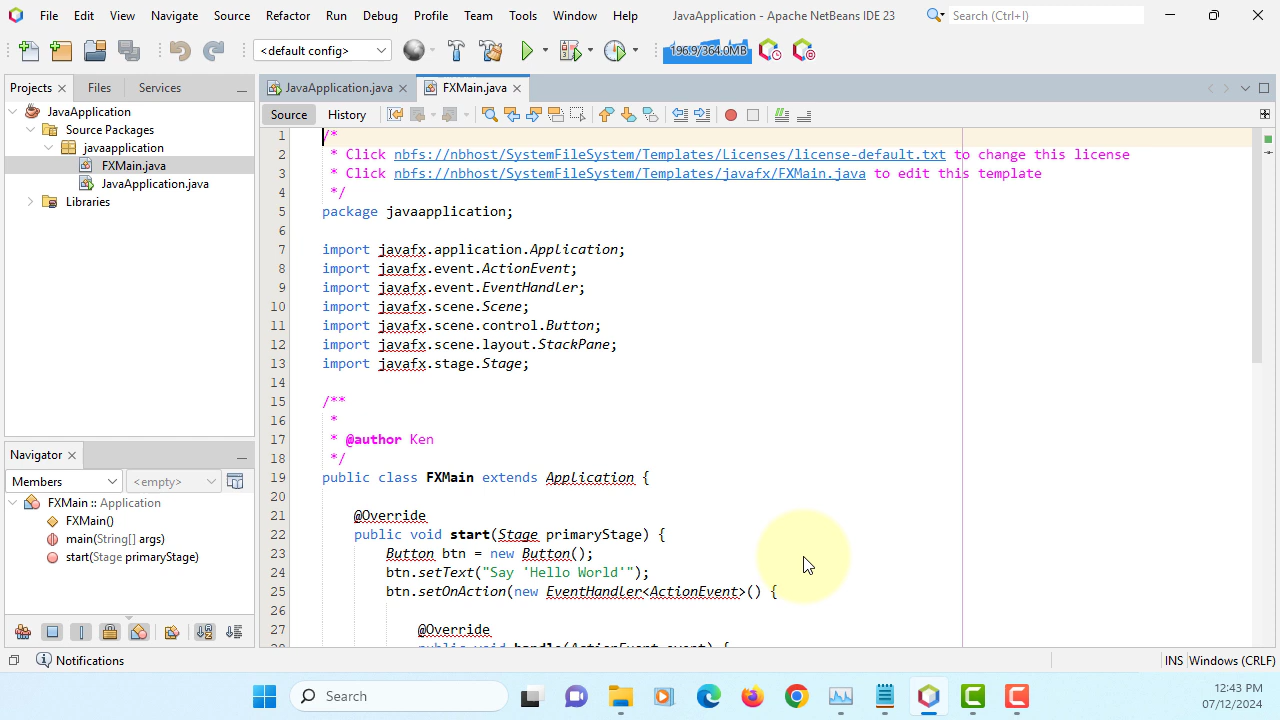 File Edit View Navigate Source Refactor Run Debug Profile Team Tools Window Help JavaApplication - Apache NetBeans IDE 23 Search (Ctrl+I)
<default config> 196.9/364.0MB
Projects Files Services JavaApplication.java FXMain.java
Source History
JavaApplication
Source Packages
javaapplication
FXMain.java
JavaApplication.java
Libraries
Navigator
Members <empty>
FXMain :: Application
FXMain()
main(String[] args)
start(Stage primaryStage)
1 /*
2 * Click nbfs://nbhost/SystemFileSystem/Templates/Licenses/license-default.txt to change this license
3 * Click nbfs://nbhost/SystemFileSystem/Templates/javafx/FXMain.java to edit this template
4 */
5 package javaapplication;
6
7 import javafx.application.Application;
8 import javafx.event.ActionEvent;
9 import javafx.event.EventHandler;
10 import javafx.scene.Scene;
11 import javafx.scene.control.Button;
12 import javafx.scene.layout.StackPane;
13 import javafx.stage.Stage;
14
15 /**
16 *
17 * @author Ken
18 */
19 public class FXMain extends Application {
20
21 @Override
22 public void start(Stage primaryStage) {
23 Button btn = new Button();
24 btn.setText("Say 'Hello World'");
25 btn.setOnAction(new EventHandler<ActionEvent>() {
26
27 @Override
28 public void handle(ActionEvent event) {
Notifications INS Windows (CRLF)
Search
12:43 PM
07/12/2024